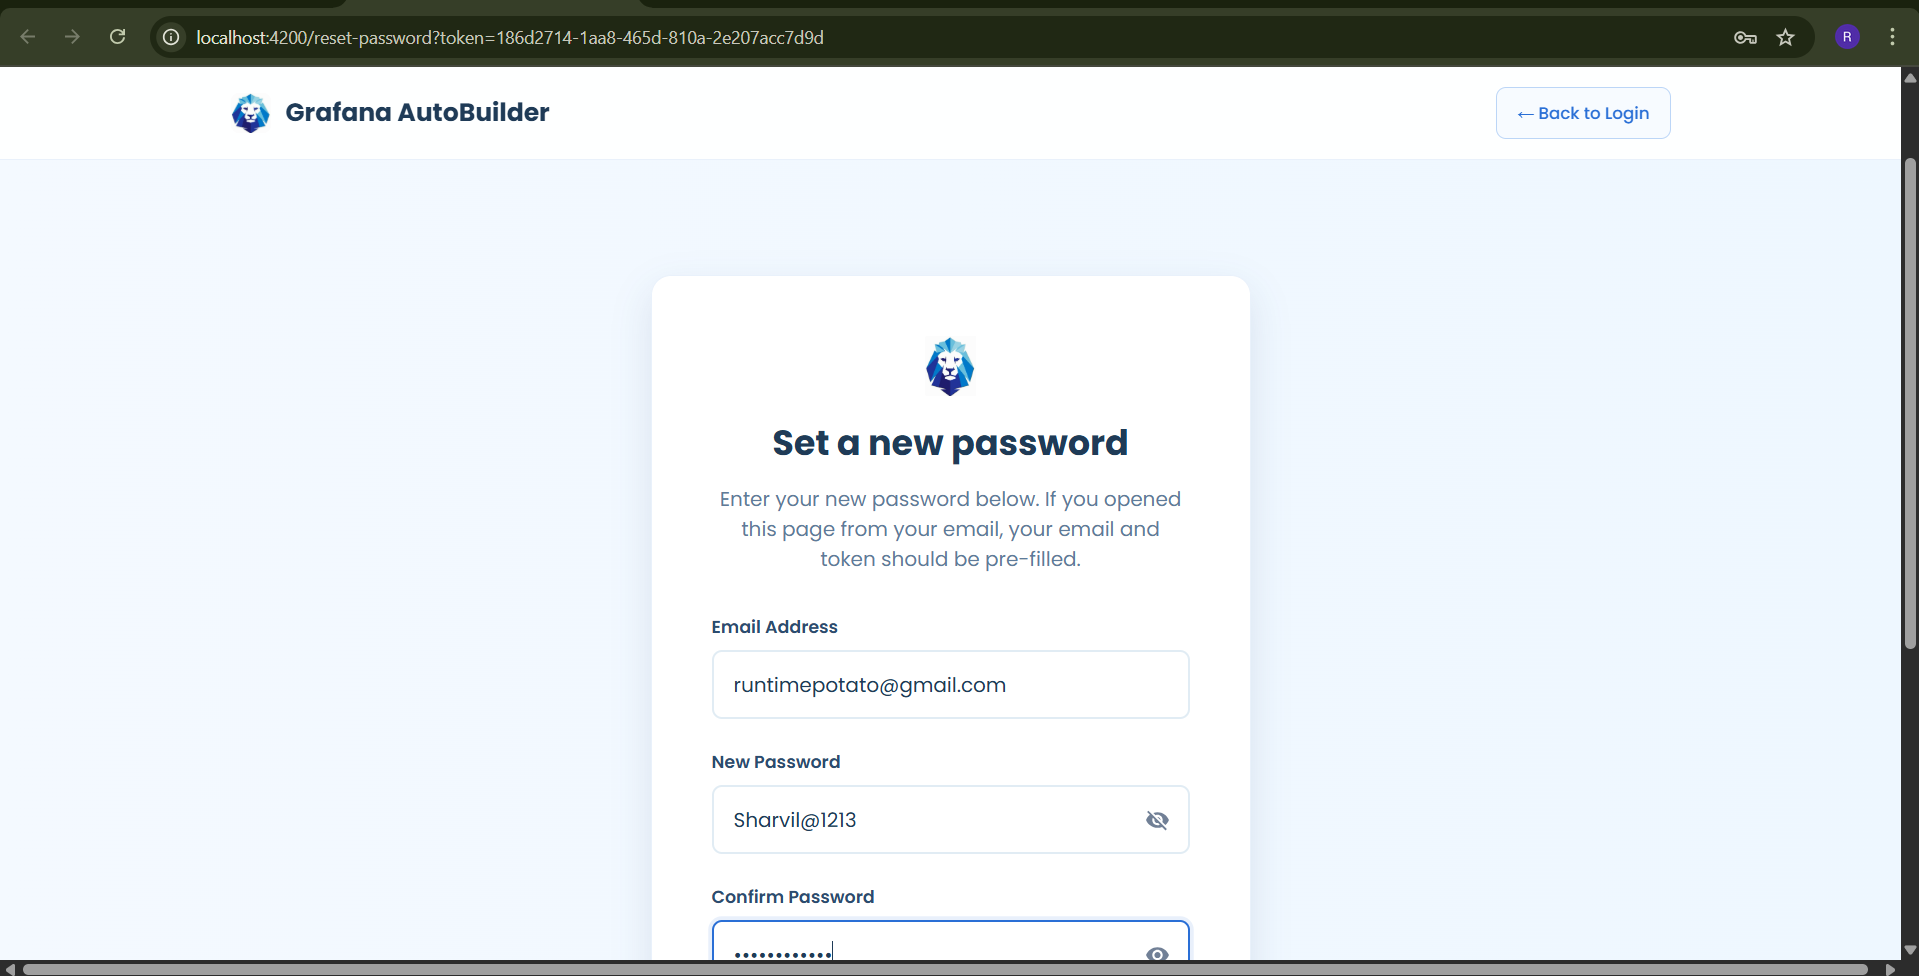 localhost:4200/reset-password?token=186d2714-1aa8-465d-810a-2e207acc7d9d
R
Grafana AutoBuilder
← Back to Login
Set a new password
Enter your new password below. If you opened
this page from your email, your email and
token should be pre-filled.
Email Address
runtimepotato@gmail.com
New Password
Sharvil@1213
Confirm Password
••••••••••••